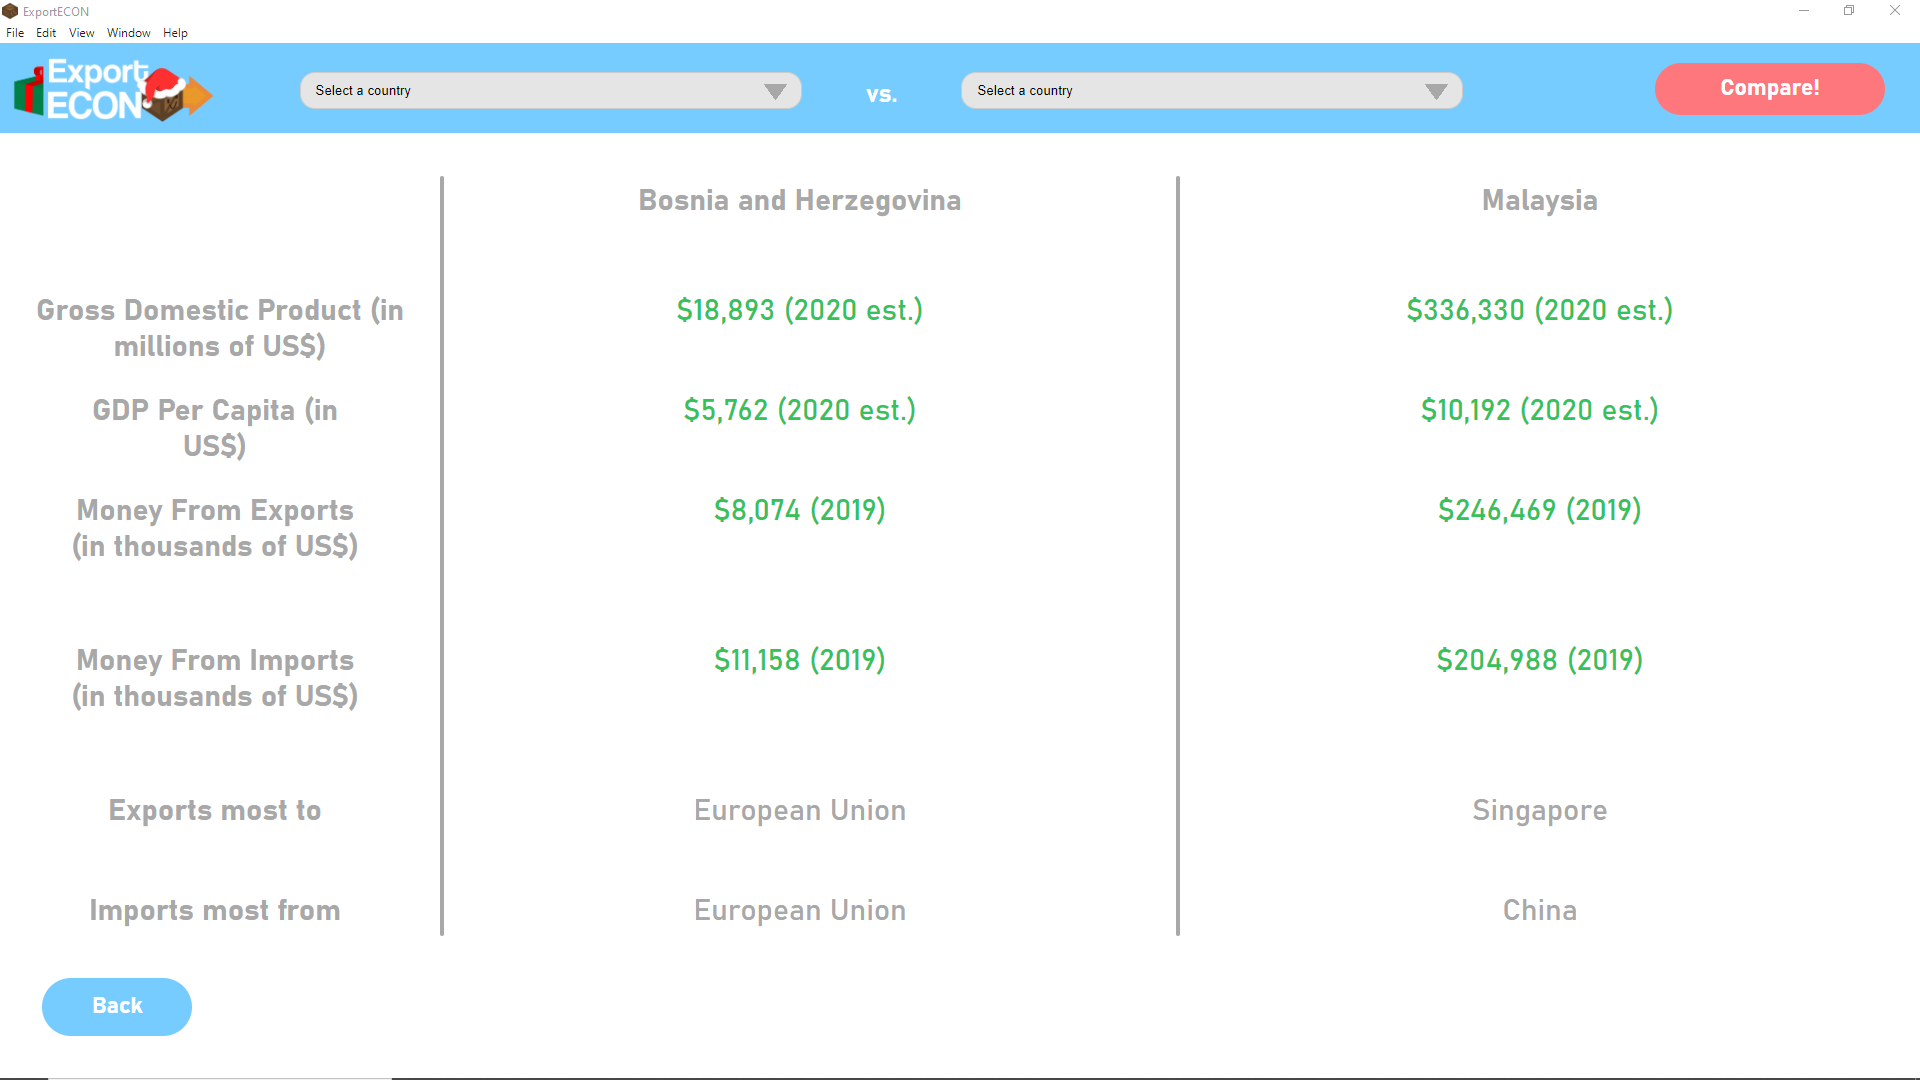 ExportECON
File Edit View Window Help
Export
ECON
Select a country
vs.
Select a country
Compare!
Bosnia and Herzegovina
Malaysia
Gross Domestic Product (in
millions of US$)
$18,893 (2020 est.)
$336,330 (2020 est.)
GDP Per Capita (in
US$)
$5,762 (2020 est.)
$10,192 (2020 est.)
Money From Exports
(in thousands of US$)
$8,074 (2019)
$246,469 (2019)
Money From Imports
(in thousands of US$)
$11,158 (2019)
$204,988 (2019)
Exports most to
European Union
Singapore
Imports most from
European Union
China
Back